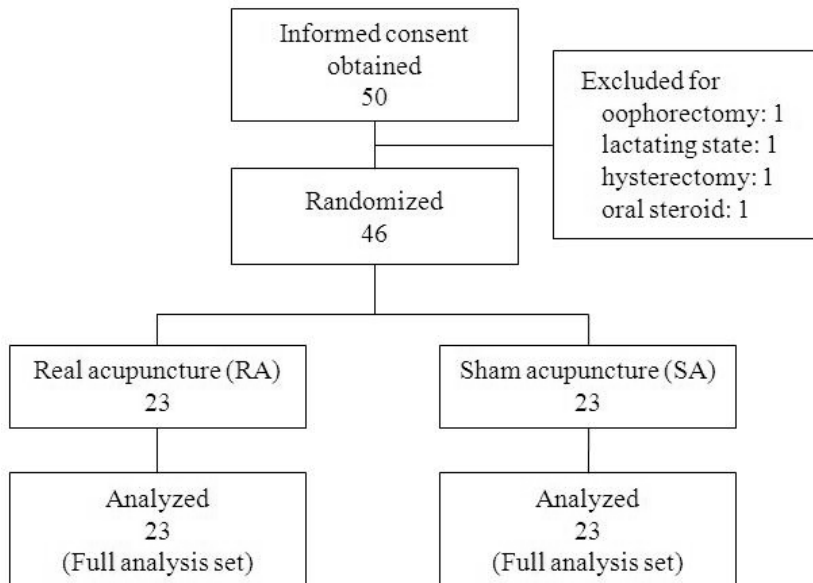 Informed consent
obtained
50
Excluded for
oophorectomy: 1
lactating state: 1
hysterectomy: 1
oral steroid: 1
Randomized
46
Real acupuncture (RA)
23
Sham acupuncture (SA)
23
Analyzed
23
(Full analysis set)
Analyzed
23
(Full analysis set)